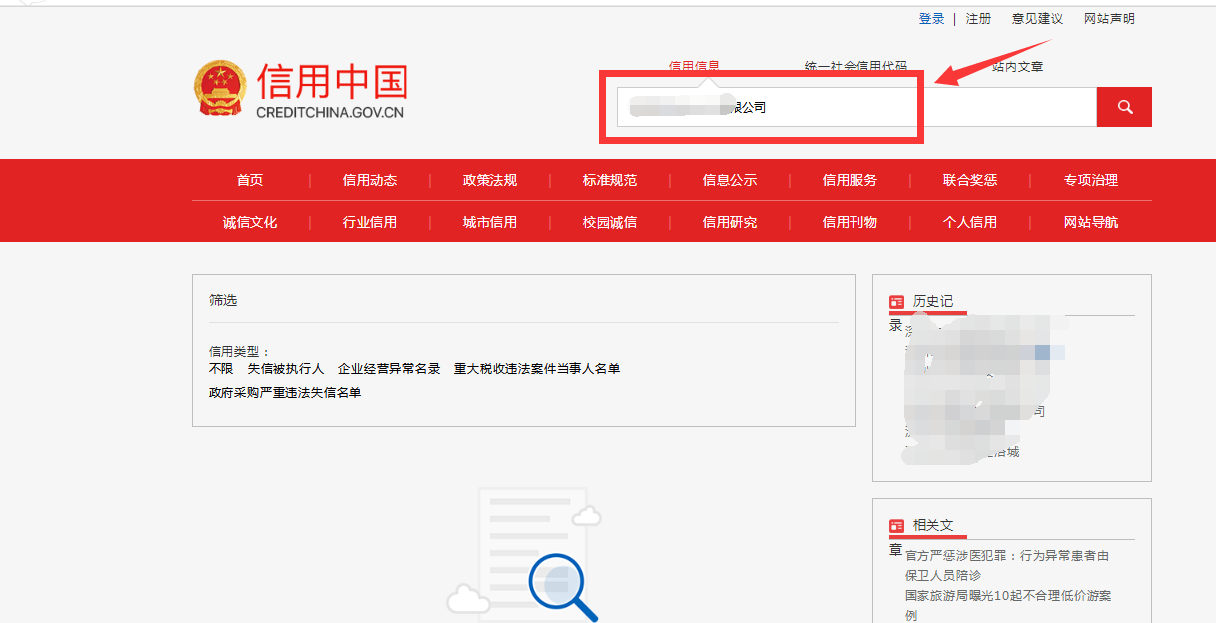 登录 | 注册 意见建议 网站声明
信用信息 统一社会信用代码 站内文章
信用中国
CREDITCHINA.GOV.CN
限公司
首页 信用动态 政策法规 标准规范 信息公示 信用服务 联合奖惩 专项治理
诚信文化 行业信用 城市信用 校园诚信 信用研究 信用刊物 个人信用 网站导航
筛选
信用类型：
不限 失信被执行人 企业经营异常名录 重大税收违法案件当事人名单
政府采购严重违法失信名单
历史记
录
司
城
相关文
章
官方严惩涉医犯罪：行为异常患者由
保卫人员陪诊
国家旅游局曝光10起不合理低价游案
例